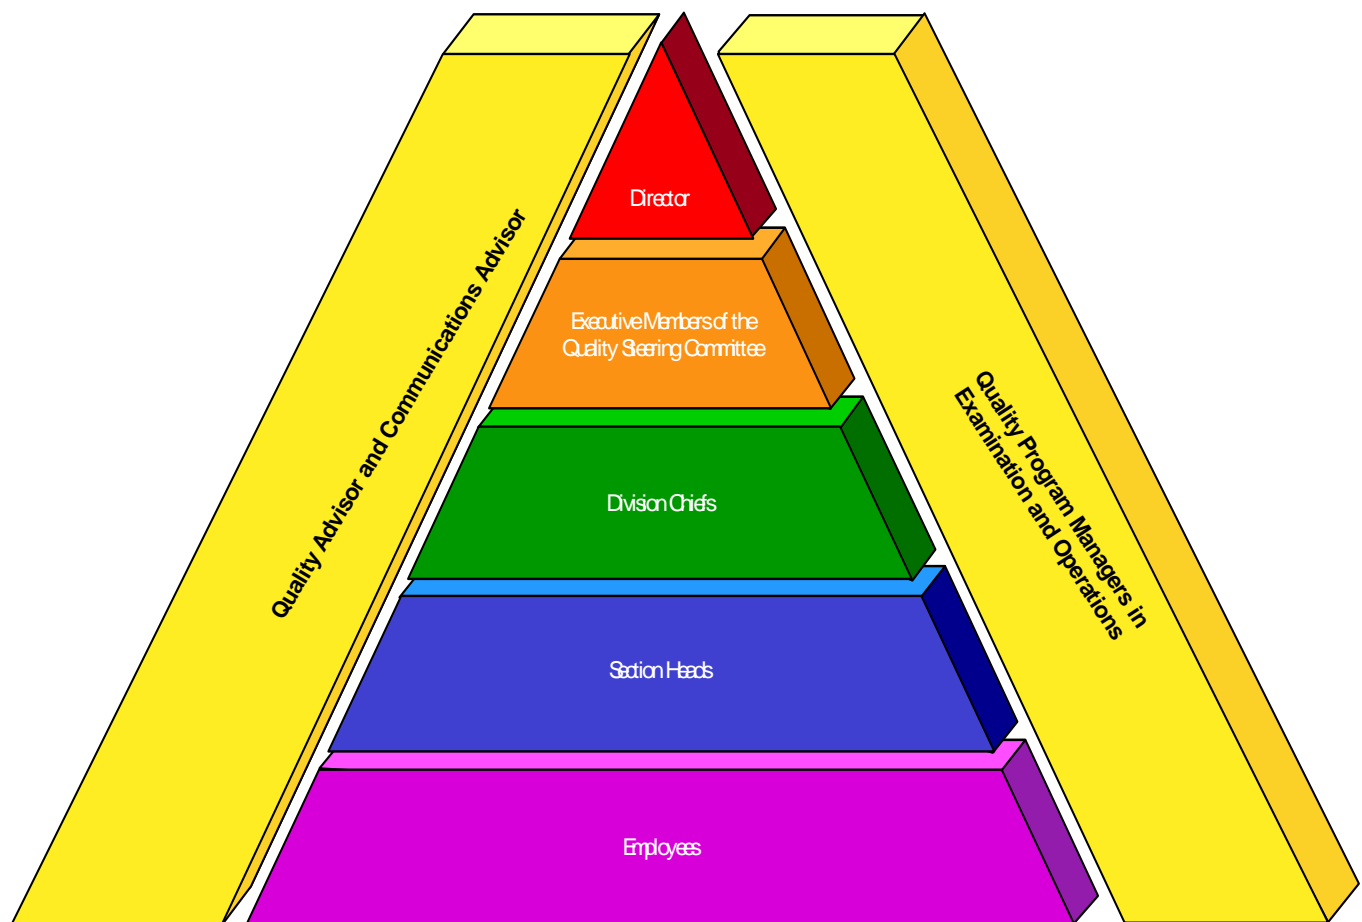 Director
Executive Members of the
Quality Steering Committee
Division Chiefs
Section Heads
Employees
Quality Advisor and Communications Advisor
Quality Program Managers in
Examination and Operations